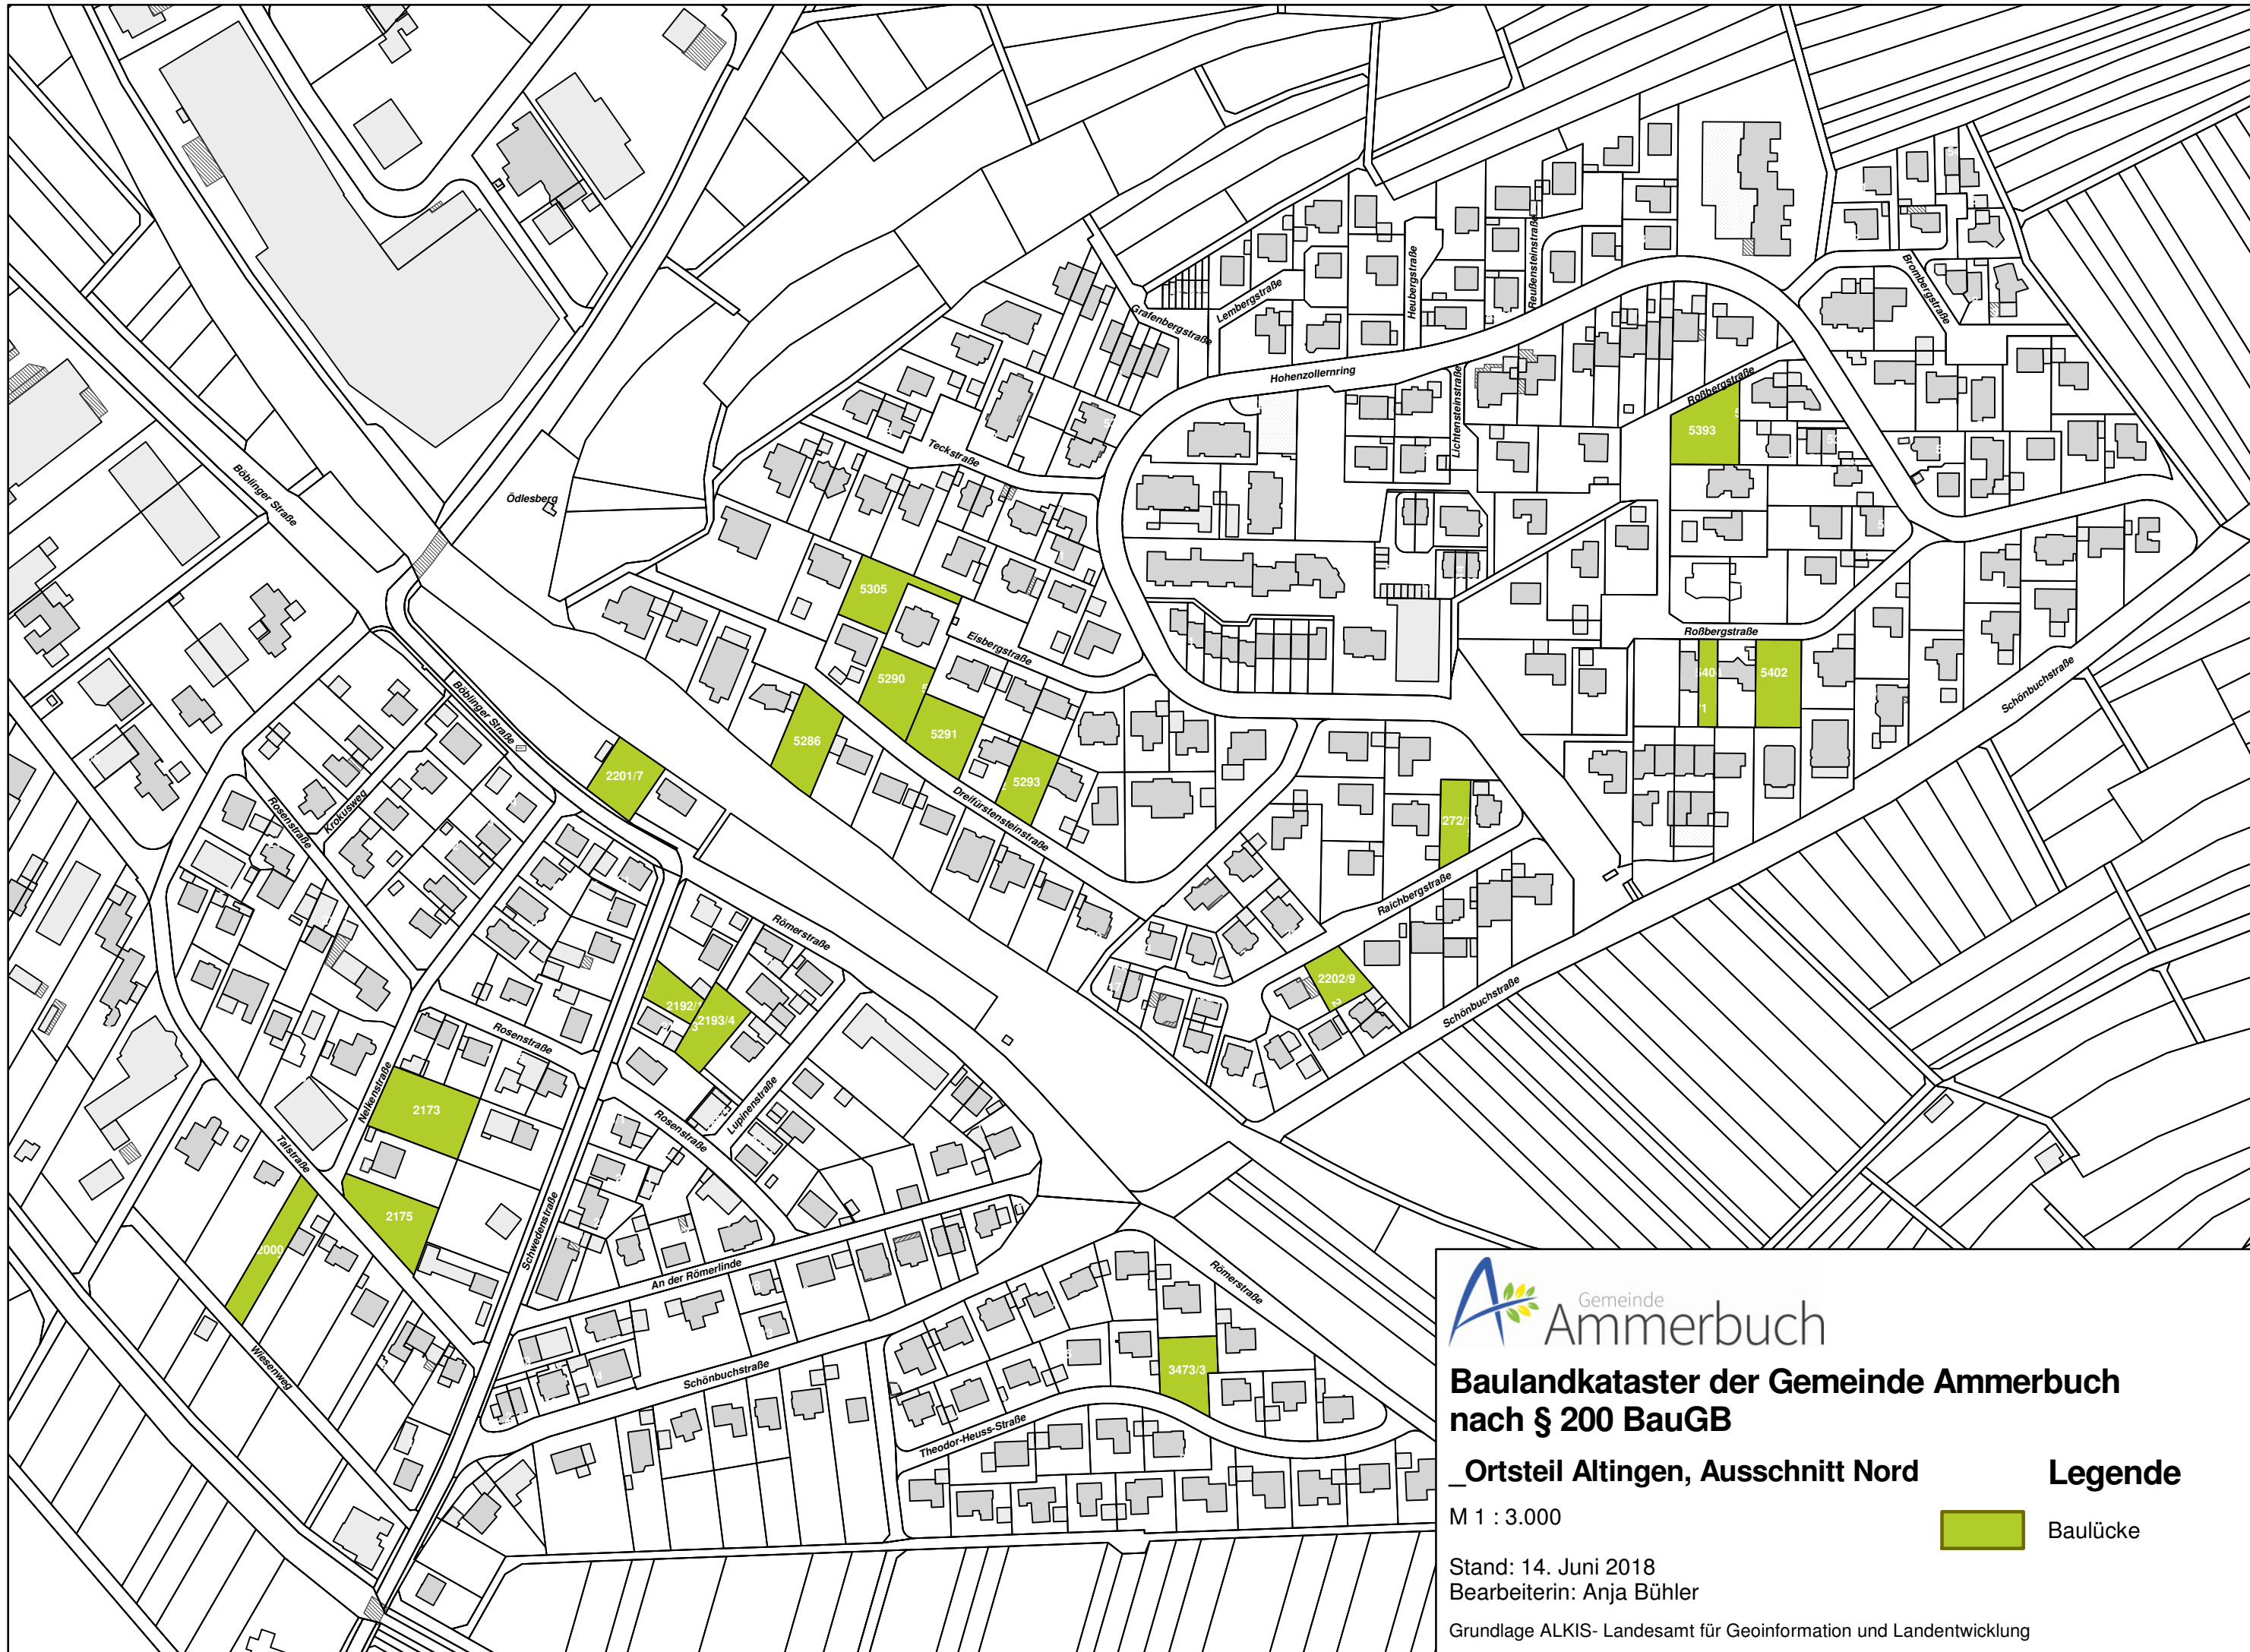 Grafenbergstraße
Lembergstraße
Heubergstraße
Reußensteinstraße
Brombergstraße
Hohenzollernring
Lichtensteinstraße
Roßbergstraße
5393
Teckstraße
Böblinger Straße
Ödlesberg
5305
Eisbergstraße
Roßbergstraße
5402
Schönbuchstraße
5290
5291
5286
5293
Böblinger Straße
2201/7
Dreifürstensteinstraße
Rosenstraße
Krokusweg
Raichbergstraße
Römerstraße
2202/9
Schönbuchstraße
2192/
2193/4
Rosenstraße
Nelkenstraße
2173
Lupinenstraße
Rosenstraße
Talstraße
2175
2000
Schwedenstraße
An der Römerlinde
Römerstraße
Wiesenweg
Schönbuchstraße
3473/3
Theodor-Heuss-Straße
Gemeinde
Ammerbuch
Baulandkataster der Gemeinde Ammerbuch
nach § 200 BauGB
_Ortsteil Altingen, Ausschnitt Nord
Legende
M 1 : 3.000
Baulücke
Stand: 14. Juni 2018
Bearbeiterin: Anja Bühler
Grundlage ALKIS- Landesamt für Geoinformation und Landentwicklung